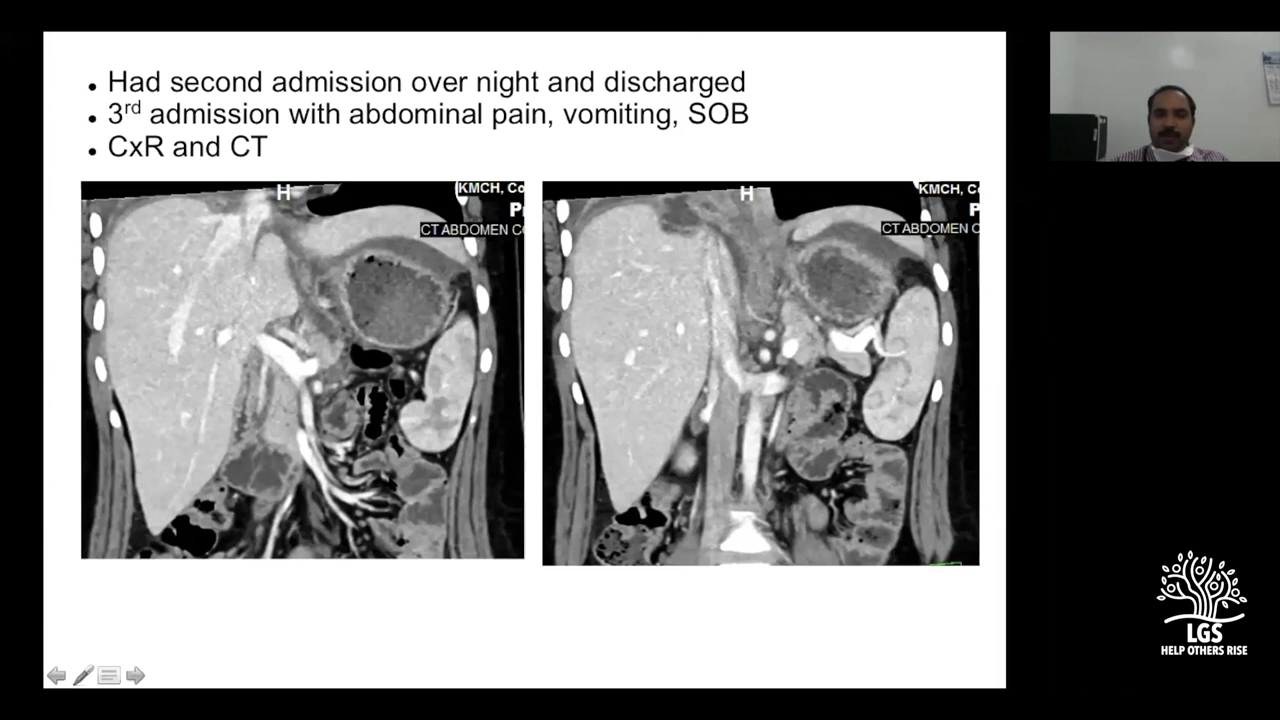 Had second admission over night and discharged
3rd admission with abdominal pain, vomiting, SOB
CxR and CT
H
KMCH, Co
P
CT ABDOMEN C
H
KMCH, C
P
CT ABDOMEN C
LGS
HELP OTHERS RISE